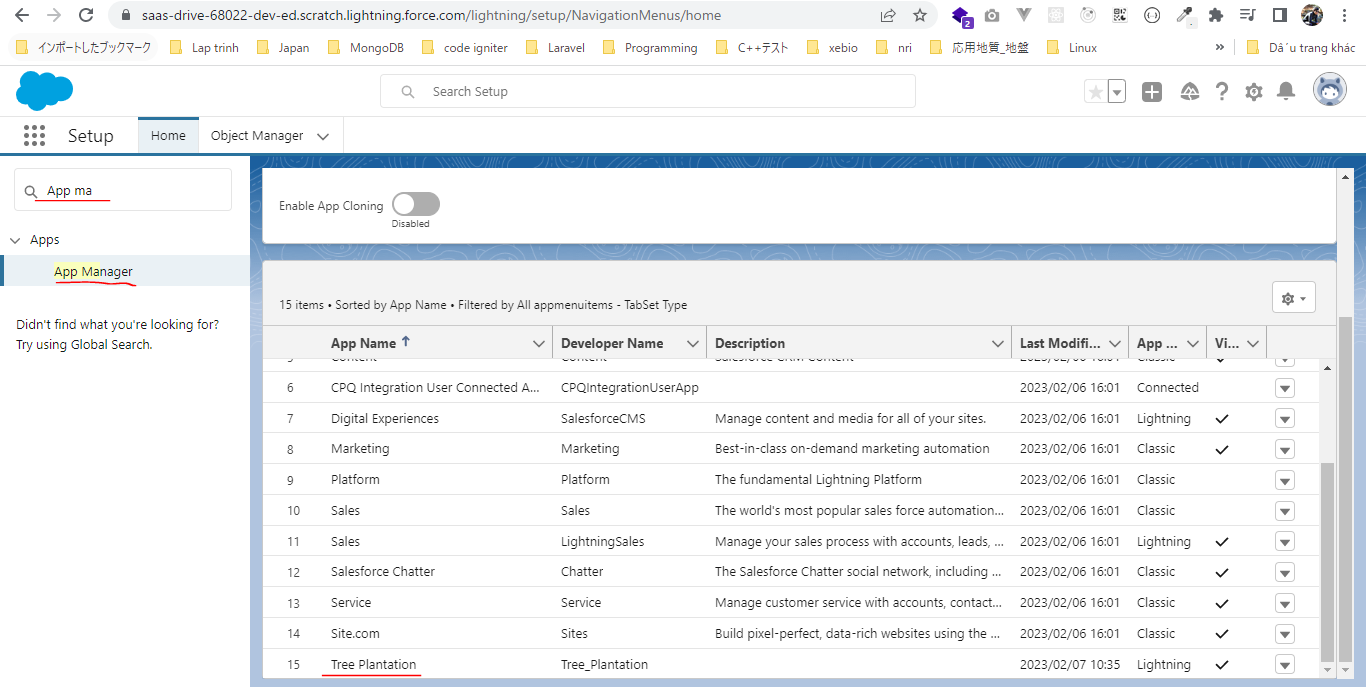 saas-drive-68022-dev-ed.scratch.lightning.force.com/lightning/setup/NavigationMenus/home
2
インポートしたブックマーク Lap trinh Japan MongoDB code igniter Laravel Programming C++テスト xebio nri 応用地質_地盤 Linux » Dấu trang khác
Search Setup
Setup Home Object Manager
App ma
Apps
App Manager
Didn't find what you're looking for?
Try using Global Search.
Enable App Cloning
Disabled
15 items • Sorted by App Name • Filtered by All appmenuitems - TabSet Type
App Name Developer Name Description Last Modifi... App ... Vi...
5 Content Content Salesforce CRM Content 2023/02/06 16:01 Classic
6 CPQ Integration User Connected A... CPQIntegrationUserApp 2023/02/06 16:01 Connected
7 Digital Experiences SalesforceCMS Manage content and media for all of your sites. 2023/02/06 16:01 Lightning
8 Marketing Marketing Best-in-class on-demand marketing automation 2023/02/06 16:01 Classic
9 Platform Platform The fundamental Lightning Platform 2023/02/06 16:01 Classic
10 Sales Sales The world's most popular sales force automation... 2023/02/06 16:01 Classic
11 Sales LightningSales Manage your sales process with accounts, leads, ... 2023/02/06 16:01 Lightning
12 Salesforce Chatter Chatter The Salesforce Chatter social network, including ... 2023/02/06 16:01 Classic
13 Service Service Manage customer service with accounts, contact... 2023/02/06 16:01 Classic
14 Site.com Sites Build pixel-perfect, data-rich websites using the ... 2023/02/06 16:01 Classic
15 Tree Plantation Tree_Plantation 2023/02/07 10:35 Lightning